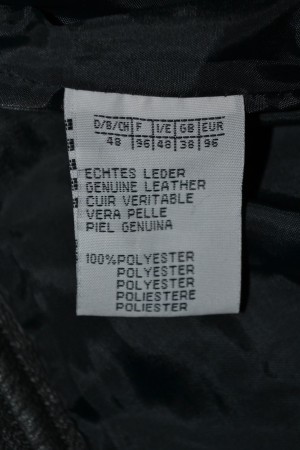 D/B/CH F I/E GB EUR
48 96 48 38 96
ECHTES LEDER
GENUINE LEATHER
CUIR VERITABLE
VERA PELLE
PIEL GENUINA
100%POLYESTER
POLYESTER
POLYESTER
POLIESTERE
POLIESTER